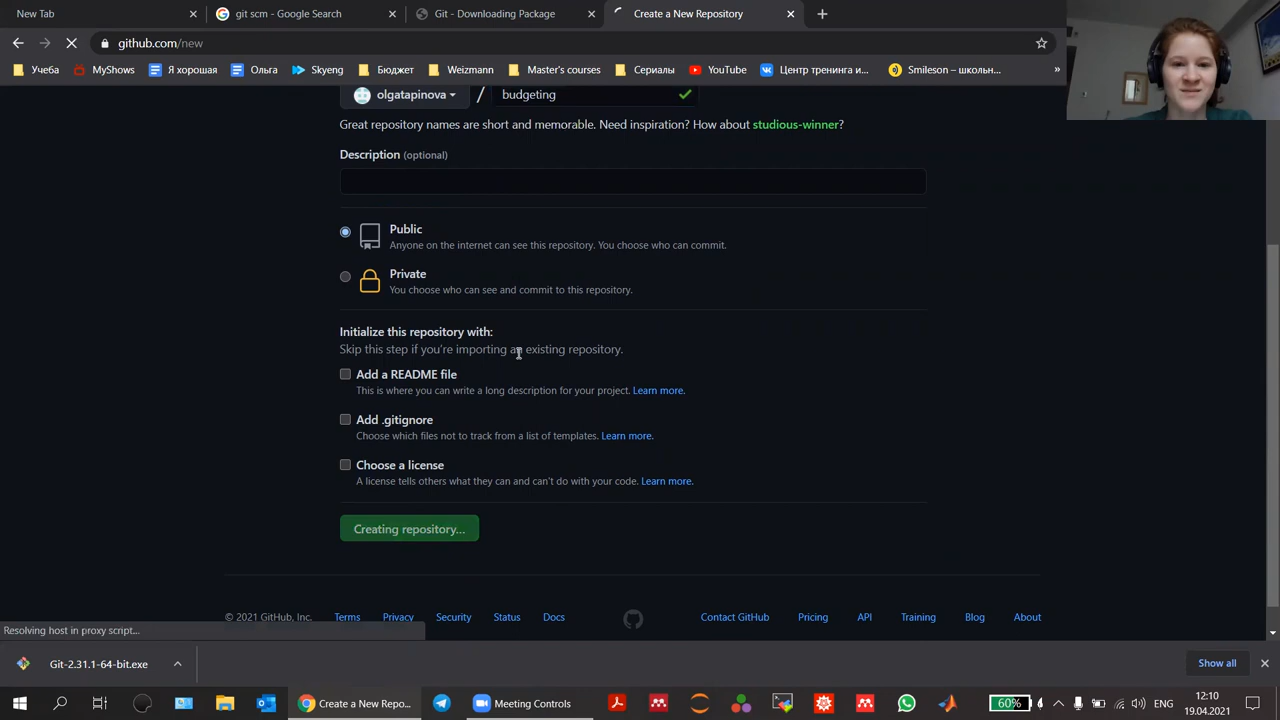 New Tab
git scm - Google Search
Git - Downloading Package
Create a New Repository
github.com/new
Учеба
MyShows
Я хорошая
Ольга
Skyeng
Бюджет
Weizmann
Master's courses
Сериалы
YouTube
Центр тренинга и...
Smileson – школьн...
»
olgatapinova / budgeting
Great repository names are short and memorable. Need inspiration? How about studious-winner?
Description (optional)
Public
Anyone on the internet can see this repository. You choose who can commit.
Private
You choose who can see and commit to this repository.
Initialize this repository with:
Skip this step if you're importing an existing repository.
Add a README file
This is where you can write a long description for your project. Learn more.
Add .gitignore
Choose which files not to track from a list of templates. Learn more.
Choose a license
A license tells others what they can and can't do with your code. Learn more.
Creating repository...
© 2021 GitHub, Inc. Terms Privacy Security Status Docs Contact GitHub Pricing API Training Blog About
Resolving host in proxy script...
Git-2.31.1-64-bit.exe
Show all
Create a New Repo...
Meeting Controls
60%
ENG
12:10
19.04.2021